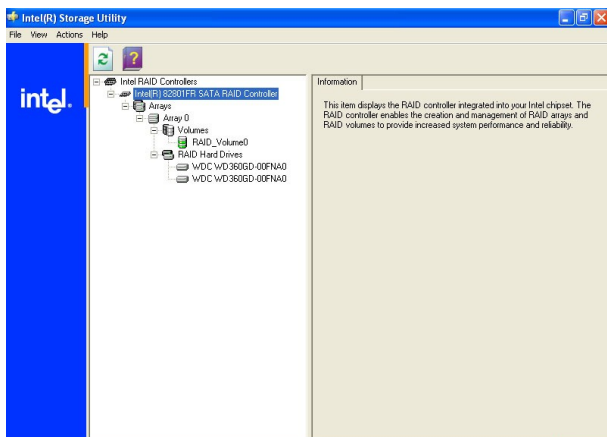 Intel(R) Storage Utility
File View Actions Help
intel.
Intel RAID Controllers
Intel(R) 82801FR SATA RAID Controller
Arrays
Array 0
Volumes
RAID_Volume0
RAID Hard Drives
WDC WD360GD-00FNA0
WDC WD360GD-00FNA0
Information
This item displays the RAID controller integrated into your Intel chipset. The
RAID controller enables the creation and management of RAID arrays and
RAID volumes to provide increased system performance and reliability.